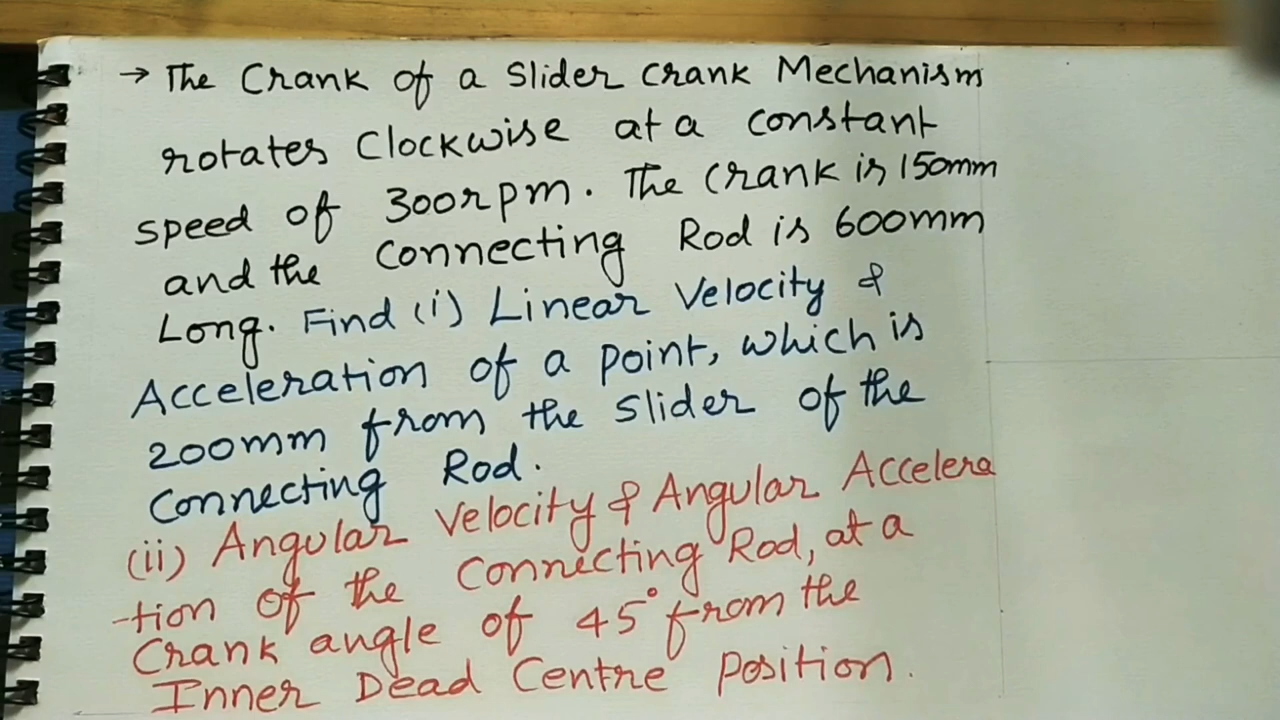 → The Crank of a Slider Crank Mechanism
rotates Clockwise at a constant
speed of 300rpm. The Crank is 150mm
and the Connecting Rod is 600mm
Long. Find (i) Linear Velocity &
Acceleration of a point, which is
200mm from the slider of the
Connecting Rod.
(ii) Angular Velocity & Angular Accelera
-tion of the Connecting Rod, at a
Crank angle of 45° from the
Inner Dead Centre Position.